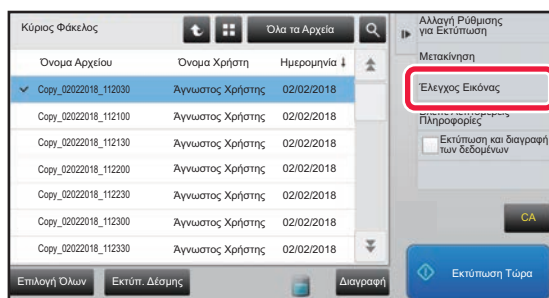 Κύριος Φάκελος
Όλα τα Αρχεία
Όνομα Αρχείου Όνομα Χρήστη Ημερομηνία
Copy_02022018_112030 Άγνωστος Χρήστης 02/02/2018
Copy_02022018_112100 Άγνωστος Χρήστης 02/02/2018
Copy_02022018_112130 Άγνωστος Χρήστης 02/02/2018
Copy_02022018_112200 Άγνωστος Χρήστης 02/02/2018
Copy_02022018_112230 Άγνωστος Χρήστης 02/02/2018
Copy_02022018_112300 Άγνωστος Χρήστης 02/02/2018
Copy_02022018_112330 Άγνωστος Χρήστης 02/02/2018
Επιλογή Όλων Εκτύπ. Δέσμης Διαγραφή
Αλλαγή Ρύθμισης
για Εκτύπωση
Μετακίνηση
Έλεγχος Εικόνας
Πληροφορίες
Εκτύπωση και διαγραφή
των δεδομένων
CA
Εκτύπωση Τώρα